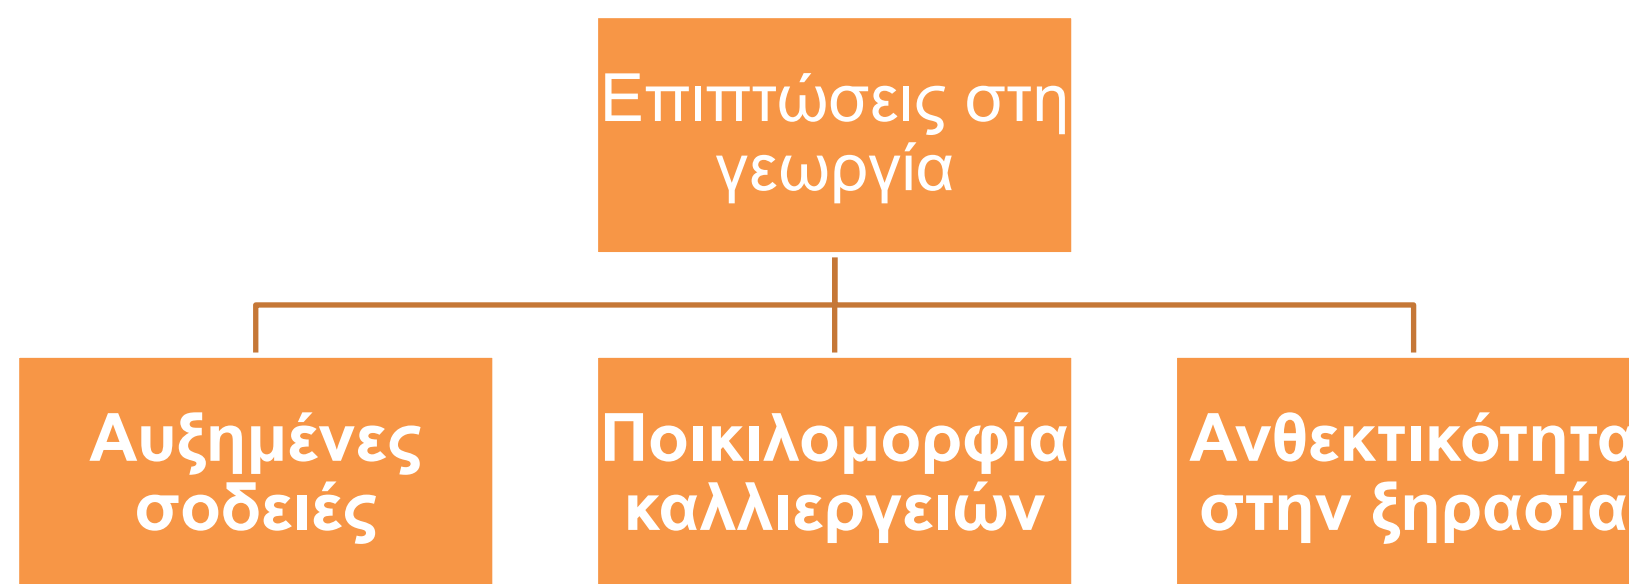 Επιπτώσεις στη
γεωργία
Αυξημένες
σοδειές
Ποικιλομορφία
καλλιεργειών
Ανθεκτικότητα
στην ξηρασία